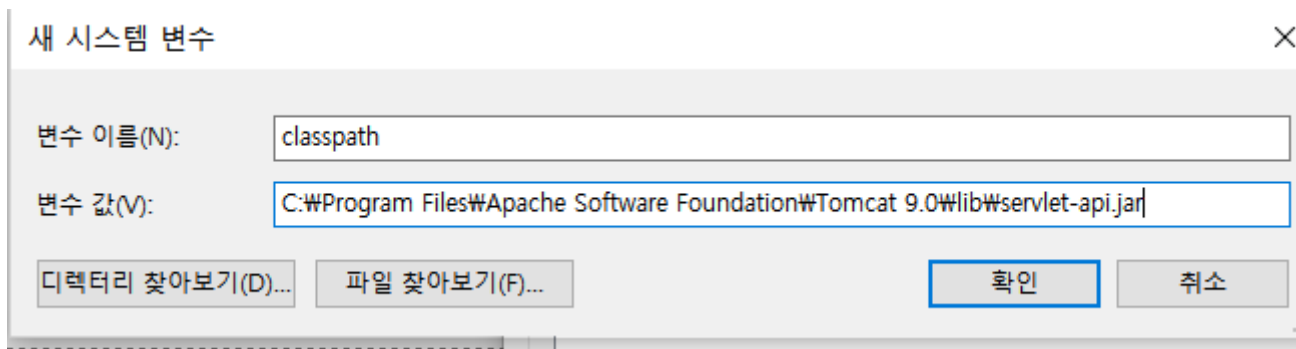 새 시스템 변수
변수 이름(N):
classpath
변수 값(V):
C:₩Program Files₩Apache Software Foundation₩Tomcat 9.0₩lib₩servlet-api.jar
디렉터리 찾아보기(D)...
파일 찾아보기(F)...
확인
취소